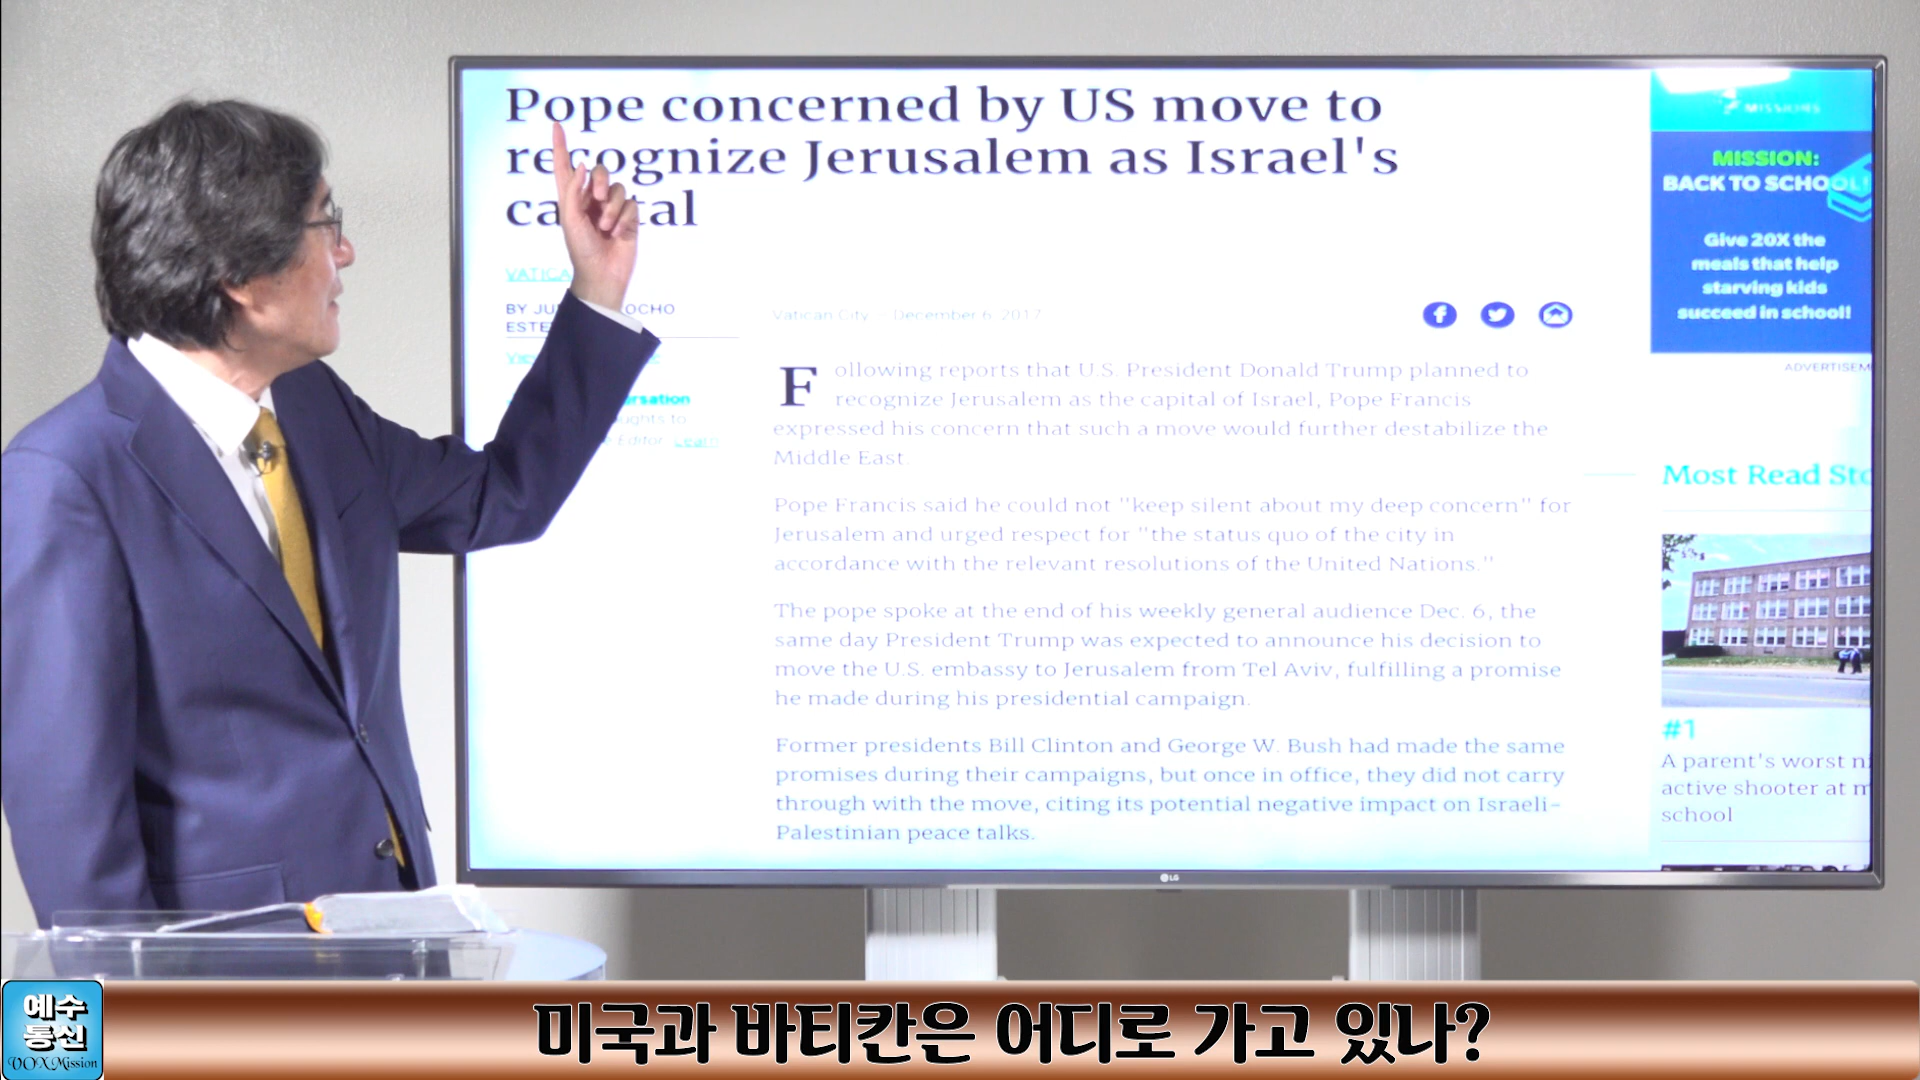 Pope concerned by US move to
recognize Jerusalem as Israel's
capital
BY
OCHO
Vatican City - December 6, 2017
Following reports that U.S. President Donald Trump planned to
recognize Jerusalem as the capital of Israel, Pope Francis
expressed his concern that such a move would further destabilize the
Middle East.
Pope Francis said he could not "keep silent about my deep concern" for
Jerusalem and urged respect for "the status quo of the city in
accordance with the relevant resolutions of the United Nations."
The pope spoke at the end of his weekly general audience Dec. 6, the
same day President Trump was expected to announce his decision to
move the U.S. embassy to Jerusalem from Tel Aviv, fulfilling a promise
he made during his presidential campaign.
Former presidents Bill Clinton and George W. Bush had made the same
promises during their campaigns, but once in office, they did not carry
through with the move, citing its potential negative impact on Israeli-
Palestinian peace talks.
Editor. Learn
MISSION:
BACK TO SCHOOL!
Give 20X the
meals that help
starving kids
succeed in school!
Most Read
#1
A parent's worst
active shooter at
school
LG
예수
통신
VOX Mission
미국과 바티칸은 어디로 가고 있나?